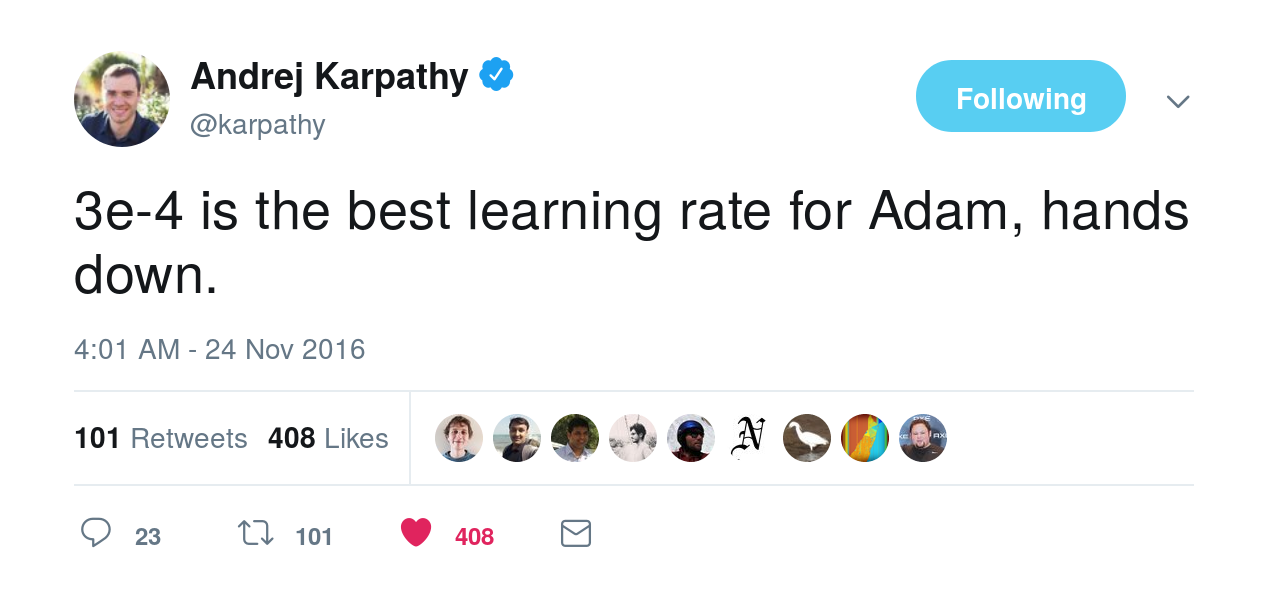 Andrej Karpathy
@karpathy
Following
3e-4 is the best learning rate for Adam, hands
down.
4:01 AM - 24 Nov 2016
101 Retweets 408 Likes
N
23 101 408